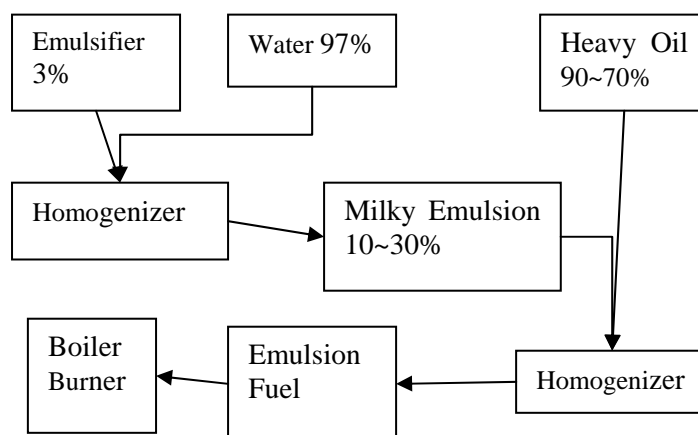 Emulsifier
3%
Water 97%
Heavy Oil
90~70%
Homogenizer
Milky Emulsion
10~30%
Boiler
Burner
Emulsion
Fuel
Homogenizer